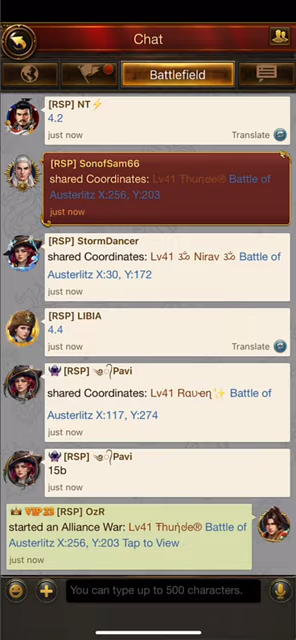 Chat
Battlefield
[RSP] NT⚡
4.2
just now
Translate
[RSP] SonofSam66
shared Coordinates: Lv41 Thuηde® Battle of
Austerlitz X:256, Y:203
just now
[RSP] StormDancer
shared Coordinates: Lv41 ૐ Nirav ૐ Battle of
Austerlitz X:30, Y:172
just now
[RSP] LIBIA
4.4
just now
Translate
[RSP] Pavi
shared Coordinates: Lv41 Rαʋҽɳ✨ Battle of
Austerlitz X:117, Y:274
just now
[RSP] Pavi
15b
just now
VIP 23 [RSP] OzR
started an Alliance War: Lv41 Ŧhuηde® Battle of
Austerlitz X:256, Y:203 Tap to View
just now
You can type up to 500 characters.